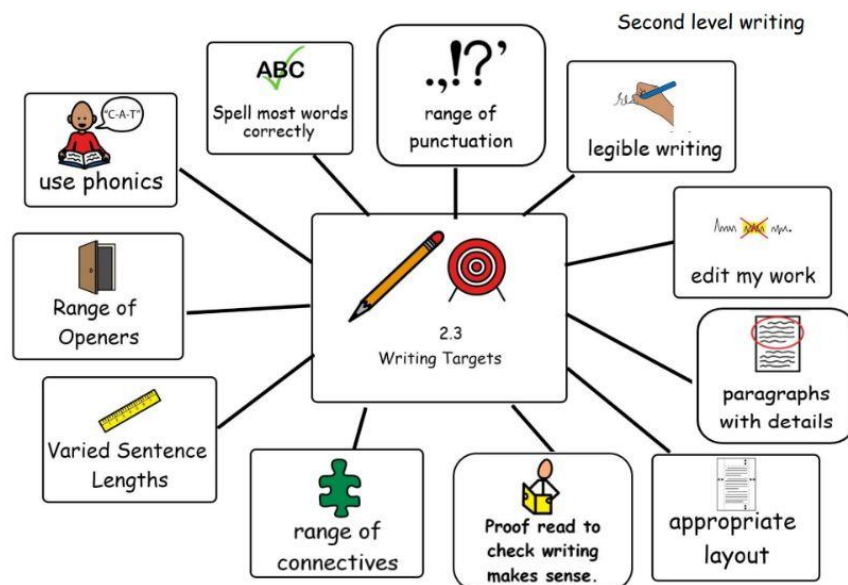 Second level writing
"C-A-T"
use phonics
ABC
Spell most words
correctly
.,!?'
range of
punctuation
legible writing
edit my work
paragraphs
with details
appropriate
layout
Proof read to
check writing
makes sense.
range of
connectives
Varied Sentence
Lengths
Range of
Openers
2.3
Writing Targets